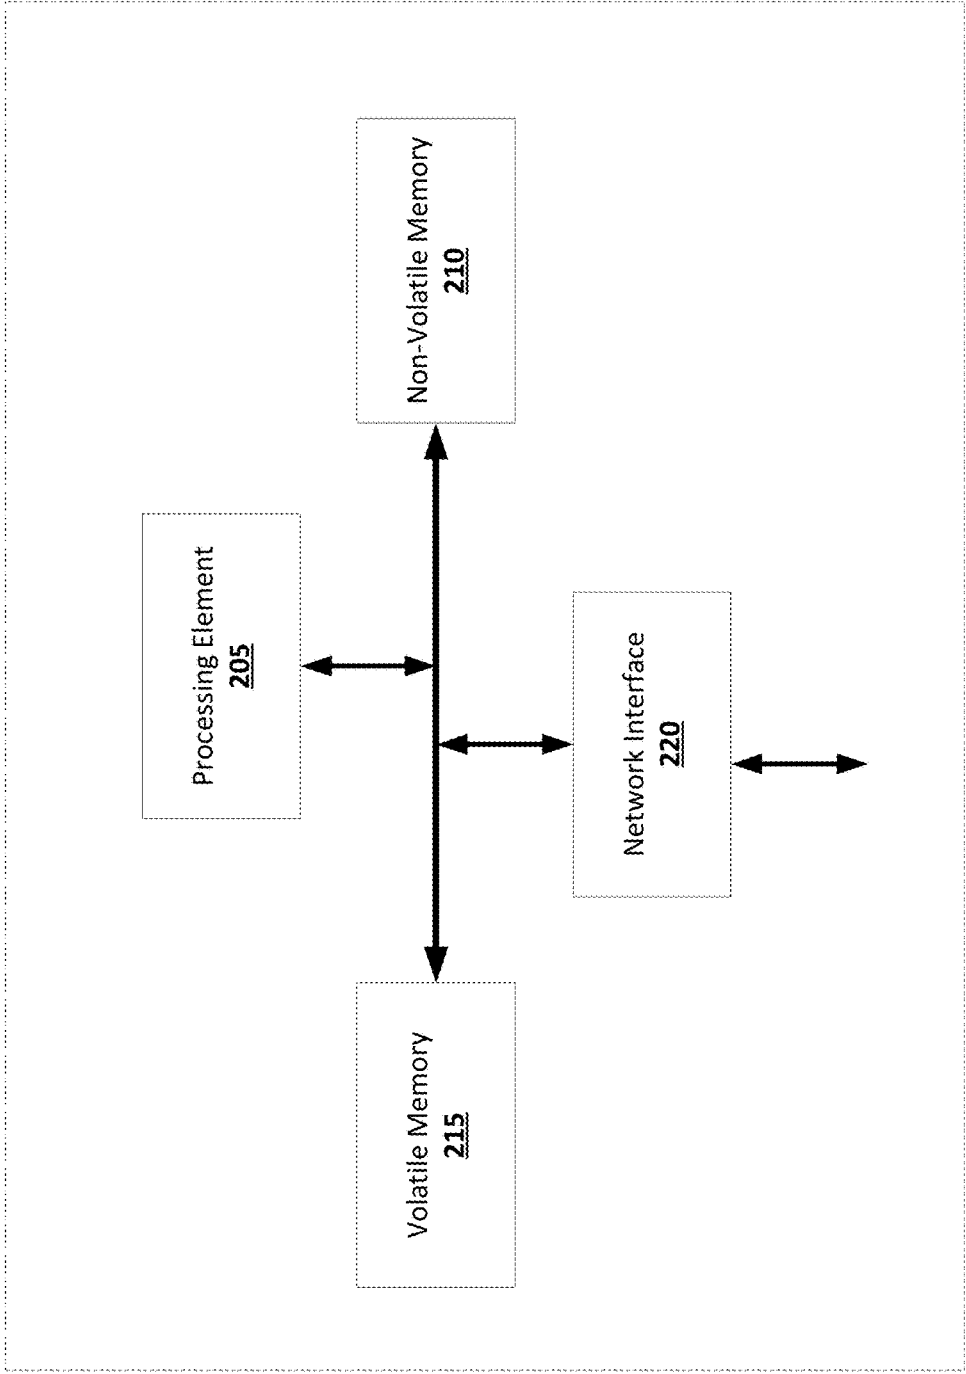 Processing Element
205
Volatile Memory
215
Non-Volatile Memory
210
Network Interface
220